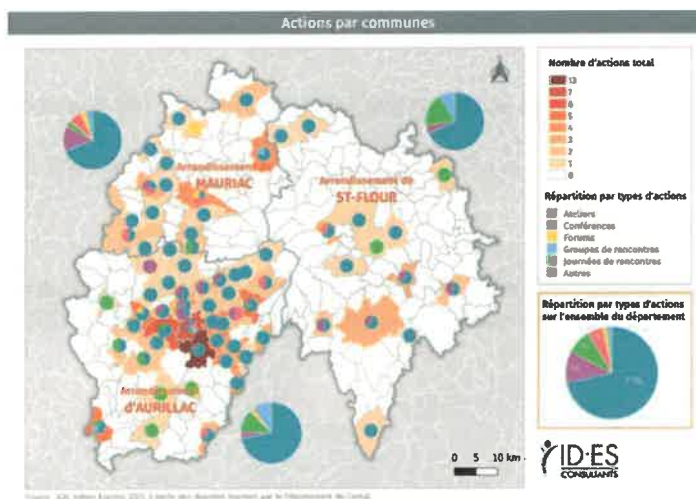 Actions par communes
Nombre d'actions total
13
7
6
5
4
3
2
1
0
Répartition par types d'actions
Ateliers
Conférences
Forums
Groupes de rencontres
Journées de rencontres
Autres
Répartition par types d'actions
sur l'ensemble du département
Arrondissement de
MAURIAC
Arrondissement de
ST-FLOUR
Arrondissement
d'AURILLAC
0 5 10 km
ID·ES
CONSULTANTS